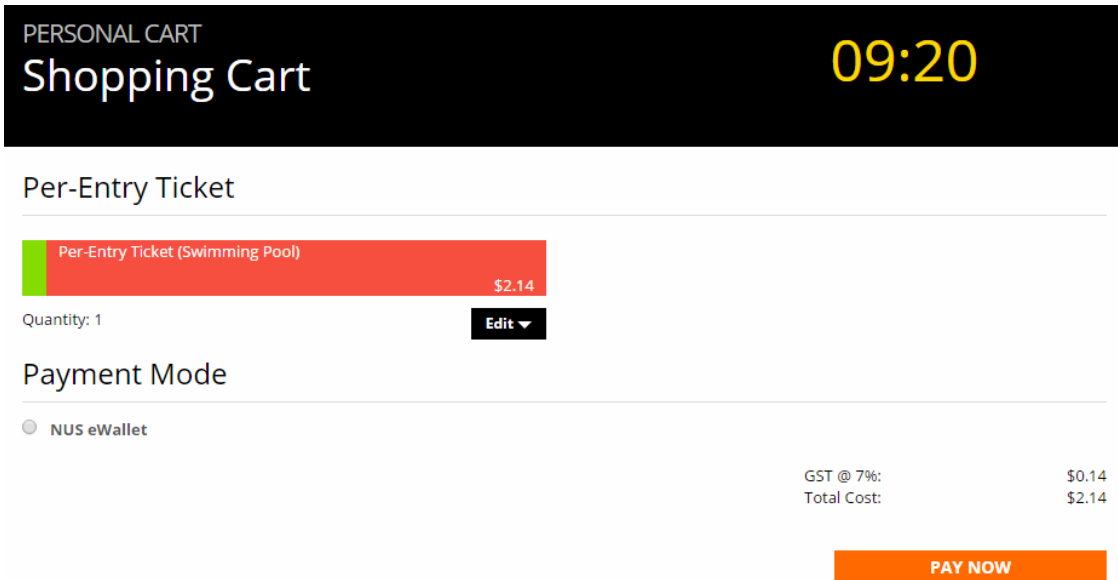 PERSONAL CART
Shopping Cart
09:20
Per-Entry Ticket
Per-Entry Ticket (Swimming Pool)
$2.14
Quantity: 1
Edit
Payment Mode
NUS eWallet
GST @ 7%: $0.14
Total Cost: $2.14
PAY NOW